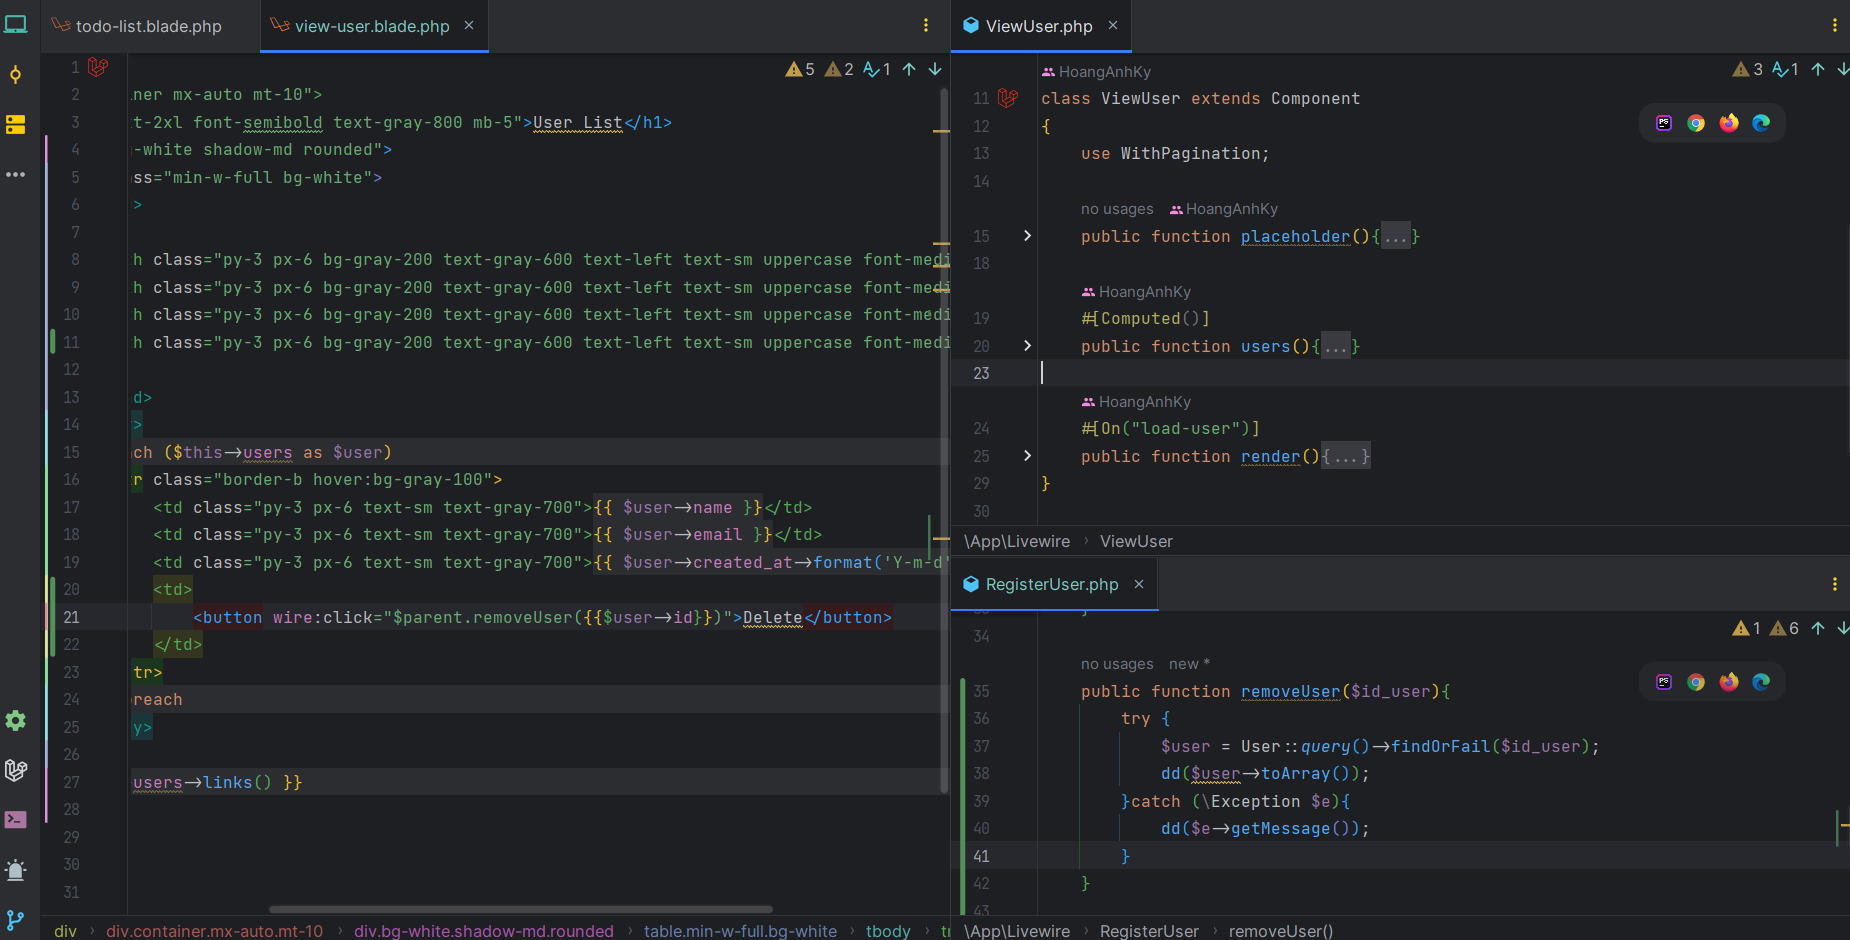 todo-list.blade.php
view-user.blade.php ×
5 2 1
1
2 iner mx-auto mt-10">
3 t-2xl font-semibold text-gray-800 mb-5">User List</h1>
4 -white shadow-md rounded">
5 ss="min-w-full bg-white">
6 >
7
8 h class="py-3 px-6 bg-gray-200 text-gray-600 text-left text-sm uppercase font-medi
9 h class="py-3 px-6 bg-gray-200 text-gray-600 text-left text-sm uppercase font-medi
10 h class="py-3 px-6 bg-gray-200 text-gray-600 text-left text-sm uppercase font-medi
11 h class="py-3 px-6 bg-gray-200 text-gray-600 text-left text-sm uppercase font-medi
12
13 d>
14 >
15 ch ($this->users as $user)
16 tr class="border-b hover:bg-gray-100">
17 <td class="py-3 px-6 text-sm text-gray-700">{{ $user->name }}</td>
18 <td class="py-3 px-6 text-sm text-gray-700">{{ $user->email }}</td>
19 <td class="py-3 px-6 text-sm text-gray-700">{{ $user->created_at->format('Y-m-d'
20 <td>
21 <button wire:click="$parent.removeUser({{$user->id}})">Delete</button>
22 </td>
23 tr>
24 reach
25 y>
26
27 users->links() }}
28
29
30
31
div › div.container.mx-auto.mt-10 › div.bg-white.shadow-md.rounded › table.min-w-full.bg-white › tbody › tr
ViewUser.php ×
HoangAnhKy
3 1
11 class ViewUser extends Component
12 {
13 use WithPagination;
14
no usages HoangAnhKy
15 public function placeholder(){...}
18
HoangAnhKy
19 #[Computed()]
20 public function users(){...}
23
HoangAnhKy
24 #[On("load-user")]
25 public function render(){...}
29 }
30
\App\Livewire › ViewUser
RegisterUser.php ×
1 6
34
no usages new *
35 public function removeUser($id_user){
36 try {
37 $user = User::query()->findOrFail($id_user);
38 dd($user->toArray());
39 }catch (\Exception $e){
40 dd($e->getMessage());
41 }
42 }
43
\App\Livewire › RegisterUser › removeUser()